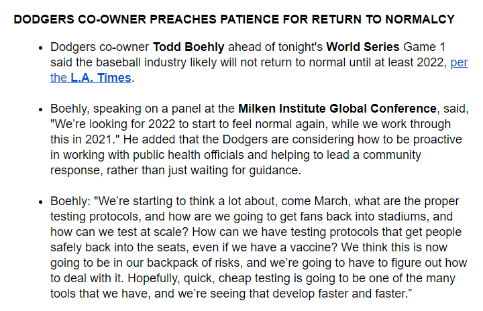 DODGERS CO-OWNER PREACHES PATIENCE FOR RETURN TO NORMALCY
• Dodgers co-owner Todd Boehly ahead of tonight's World Series Game 1
said the baseball industry likely will not return to normal until at least 2022, per
the L.A. Times.
• Boehly, speaking on a panel at the Milken Institute Global Conference, said,
"We're looking for 2022 to start to feel normal again, while we work through
this in 2021." He added that the Dodgers are considering how to be proactive
in working with public health officials and helping to lead a community
response, rather than just waiting for guidance.
• Boehly: "We're starting to think a lot about, come March, what are the proper
testing protocols, and how are we going to get fans back into stadiums, and
how can we test at scale? How can we have testing protocols that get people
safely back into the seats, even if we have a vaccine? We think this is now
going to be in our backpack of risks, and we're going to have to figure out how
to deal with it. Hopefully, quick, cheap testing is going to be one of the many
tools that we have, and we're seeing that develop faster and faster.”